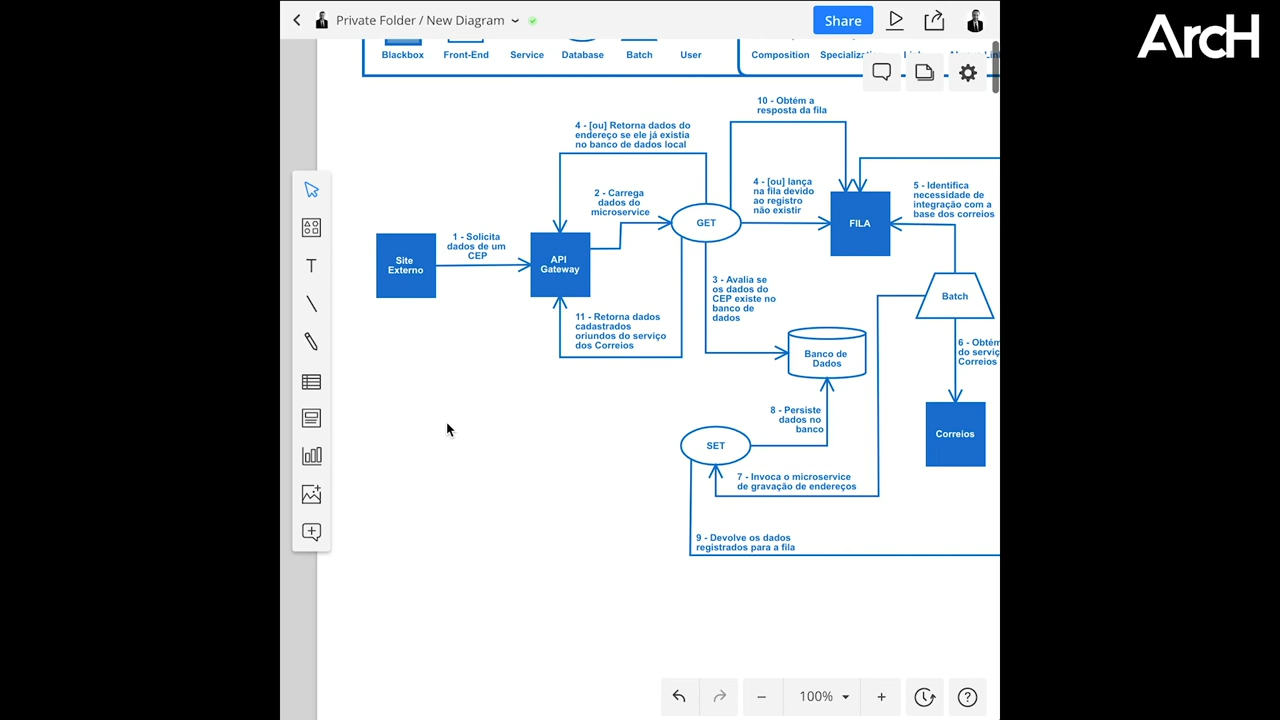 Private Folder / New Diagram
Share
ArcH
Blackbox
Front-End
Service
Database
Batch
User
Composition
10 - Obtém a
resposta da fila
4 - [ou] Retorna dados do
endereço se ele já existia
no banco de dados local
2 - Carrega
dados do
microservice
4 - [ou] lança
na fila devido
ao registro
não existir
5 - Identifica
necessidade de
integração com a
base dos correios
GET
FILA
1 - Solicita
dados de um
CEP
Site
Externo
API
Gateway
3 - Avalia se
os dados do
CEP existe no
banco de
dados
Batch
11 - Retorna dados
cadastrados
oriundos do serviço
dos Correios
6 - Obtém
do serviç
Correios
Banco de
Dados
8 - Persiste
dados no
banco
SET
Correios
7 - Invoca o microservice
de gravação de endereços
9 - Devolve os dados
registrados para a fila
T
100%